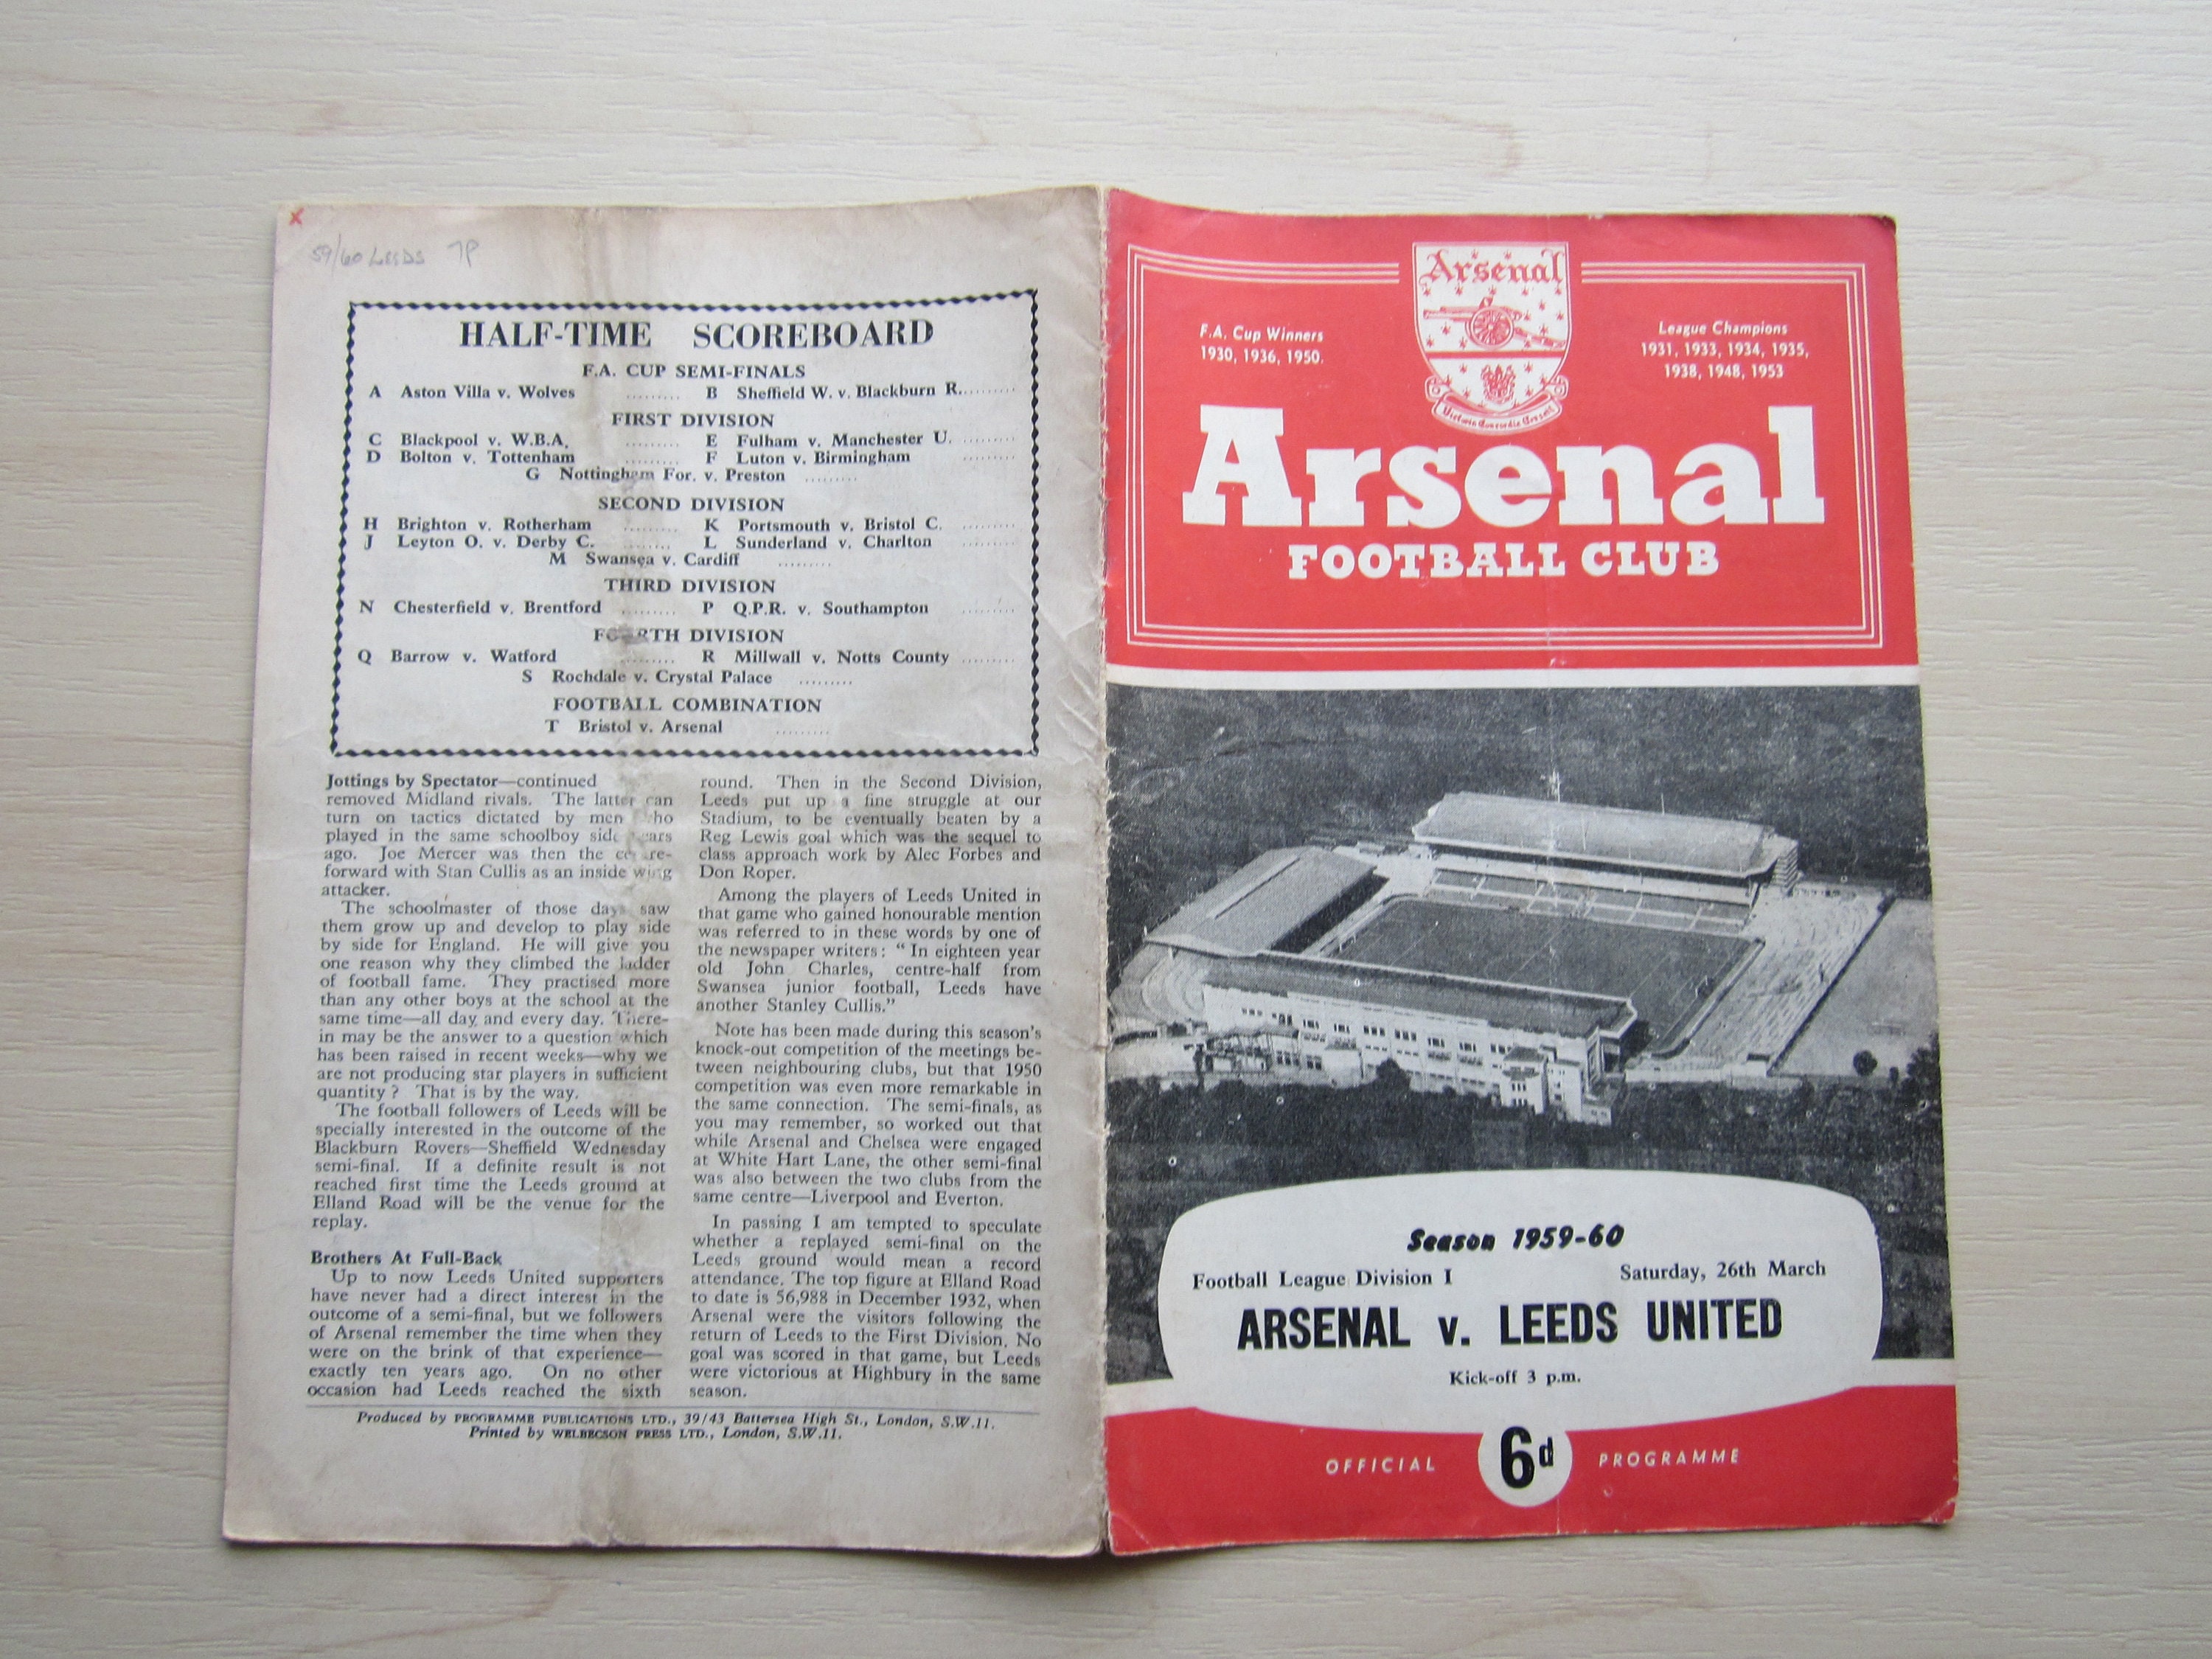 x
59/60 LEEDS 7P
HALF-TIME SCOREBOARD
F.A. CUP SEMI-FINALS
A Aston Villa v. Wolves ......... B Sheffield W. v. Blackburn R..........
FIRST DIVISION
C Blackpool v. W.B.A. ......... E Fulham v. Manchester U. .........
D Bolton v. Tottenham ......... F Luton v. Birmingham .........
G Nottingham For. v. Preston .........
SECOND DIVISION
H Brighton v. Rotherham ......... K Portsmouth v. Bristol C. .........
J Leyton O. v. Derby C. ......... L Sunderland v. Charlton .........
M Swansea v. Cardiff .........
THIRD DIVISION
N Chesterfield v. Brentford ......... P Q.P.R. v. Southampton .........
FOURTH DIVISION
Q Barrow v. Watford ......... R Millwall v. Notts County .........
S Rochdale v. Crystal Palace .........
FOOTBALL COMBINATION
T Bristol v. Arsenal .........
Jottings by Spectator—continued
removed Midland rivals. The latter can
turn on tactics dictated by men who
played in the same schoolboy side years
ago. Joe Mercer was then the centre-
forward with Stan Cullis as an inside wing
attacker.
The schoolmaster of those days saw
them grow up and develop to play side
by side for England. He will give you
one reason why they climbed the ladder
of football fame. They practised more
than any other boys at the school at the
same time—all day and every day. There-
in may be the answer to a question which
has been raised in recent weeks—why we
are not producing star players in sufficient
quantity ? That is by the way.
The football followers of Leeds will be
specially interested in the outcome of the
Blackburn Rovers—Sheffield Wednesday
semi-final. If a definite result is not
reached first time the Leeds ground at
Elland Road will be the venue for the
replay.
Brothers At Full-Back
Up to now Leeds United supporters
have never had a direct interest in the
outcome of a semi-final, but we followers
of Arsenal remember the time when they
were on the brink of that experience—
exactly ten years ago. On no other
occasion had Leeds reached the sixth
round. Then in the Second Division,
Leeds put up a fine struggle at our
Stadium, to be eventually beaten by a
Reg Lewis goal which was the sequel to
class approach work by Alec Forbes and
Don Roper.
Among the players of Leeds United in
that game who gained honourable mention
was referred to in these words by one of
the newspaper writers: “ In eighteen year
old John Charles, centre-half from
Swansea junior football, Leeds have
another Stanley Cullis.”
Note has been made during this season's
knock-out competition of the meetings be-
tween neighbouring clubs, but that 1950
competition was even more remarkable in
the same connection. The semi-finals, as
you may remember, so worked out that
while Arsenal and Chelsea were engaged
at White Hart Lane, the other semi-final
was also between the two clubs from the
same centre—Liverpool and Everton.
In passing I am tempted to speculate
whether a replayed semi-final on the
Leeds ground would mean a record
attendance. The top figure at Elland Road
to date is 56,988 in December 1932, when
Arsenal were the visitors following the
return of Leeds to the First Division. No
goal was scored in that game, but Leeds
were victorious at Highbury in the same
season.
Produced by PROGRAMME PUBLICATIONS LTD., 39/43 Battersea High St., London, S.W.11.
Printed by WELBECSON PRESS LTD., London, S.W.11.
Arsenal
Victoria Concordia Crescit
F.A. Cup Winners
1930, 1936, 1950.
League Champions
1931, 1933, 1934, 1935,
1938, 1948, 1953
Arsenal
FOOTBALL CLUB
Season 1959-60
Football League Division I Saturday, 26th March
ARSENAL v. LEEDS UNITED
Kick-off 3 p.m.
OFFICIAL 6d PROGRAMME